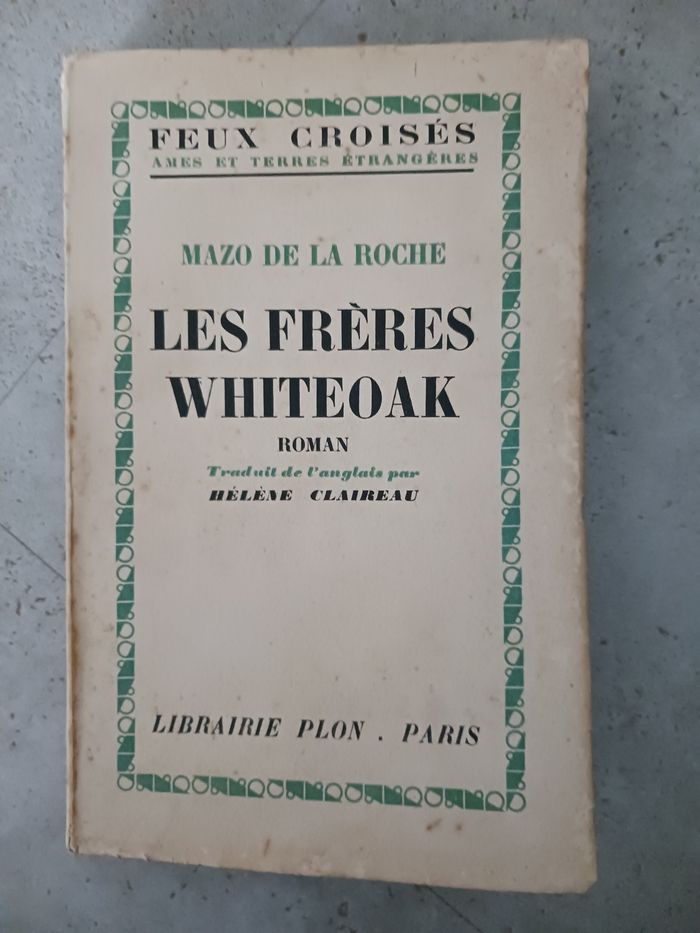 FEUX CROISÉS
AMES ET TERRES ÉTRANGÈRES
MAZO DE LA ROCHE
LES FRÈRES
WHITEOAK
ROMAN
Traduit de l'anglais par
HÉLÈNE CLAIREAU
LIBRAIRIE PLON . PARIS